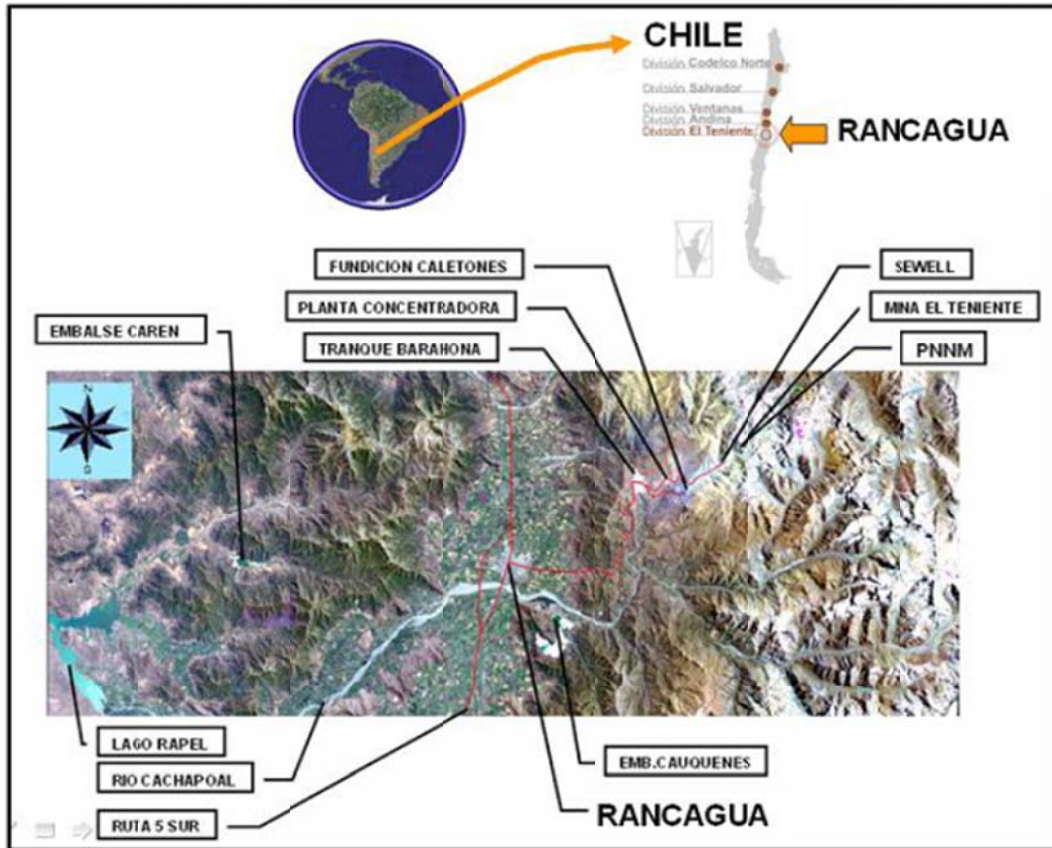 CHILE
División Codelco Norte
División Salvador
División Ventanas
División Andina
División El Teniente
RANCAGUA
FUNDICION CALETONES
SEWELL
PLANTA CONCENTRADORA
MINA EL TENIENTE
EMBALSE CAREN
TRANQUE BARAHONA
PNNM
N
S
LAGO RAPEL
EMB.CAUQUENES
RIO CACHAPOAL
RANCAGUA
RUTA 5 SUR